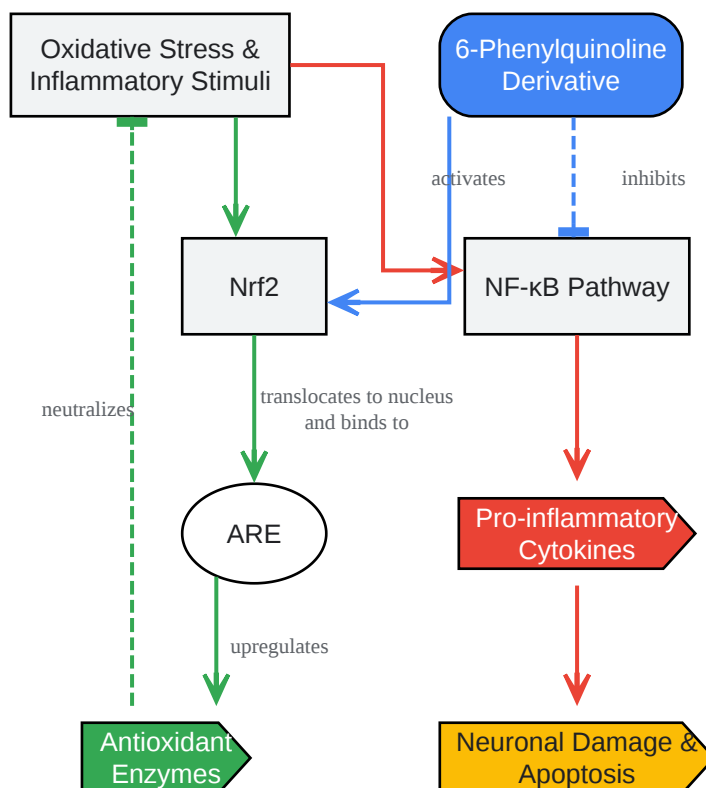 Oxidative Stress &
Inflammatory Stimuli
6-Phenylquinoline
Derivative
activates
inhibits
Nrf2
NF-κB Pathway
neutralizes
translocates to nucleus
and binds to
ARE
Pro-inflammatory
Cytokines
upregulates
Antioxidant
Enzymes
Neuronal Damage &
Apoptosis